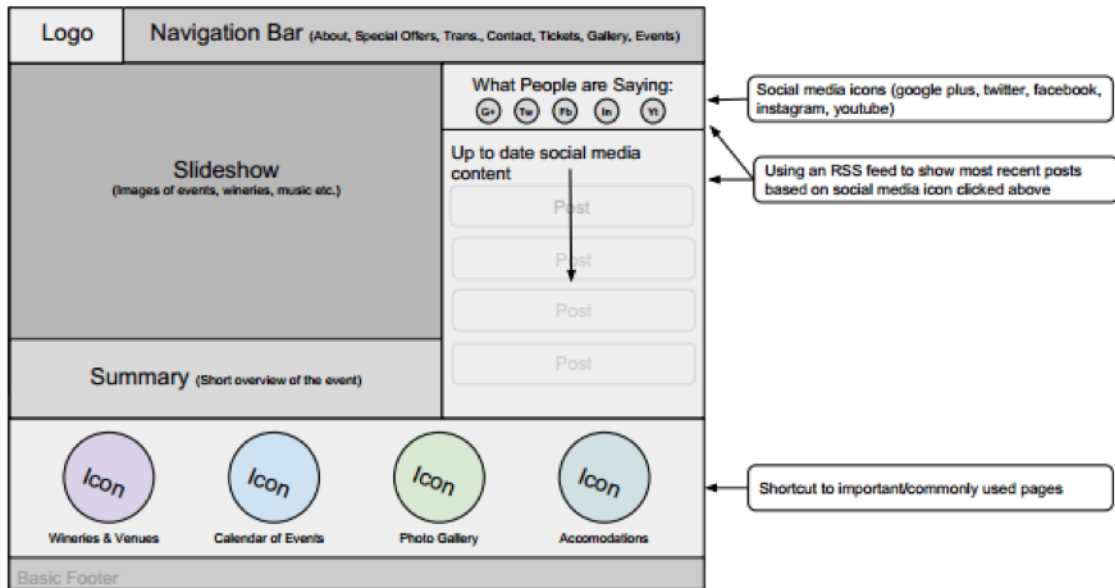 Logo
Navigation Bar (About, Special Offers, Trans., Contact, Tickets, Gallery, Events)
Slideshow
(Images of events, wineries, music etc.)
Summary (Short overview of the event)
What People are Saying:
G+ Tw Fb In Yt
Up to date social media
content
Post
Post
Post
Post
Social media icons (google plus, twitter, facebook,
instagram, youtube)
Using an RSS feed to show most recent posts
based on social media icon clicked above
Icon Icon Icon Icon
Wineries & Venues Calendar of Events Photo Gallery Accomodations
Shortcut to important/commonly used pages
Basic Footer